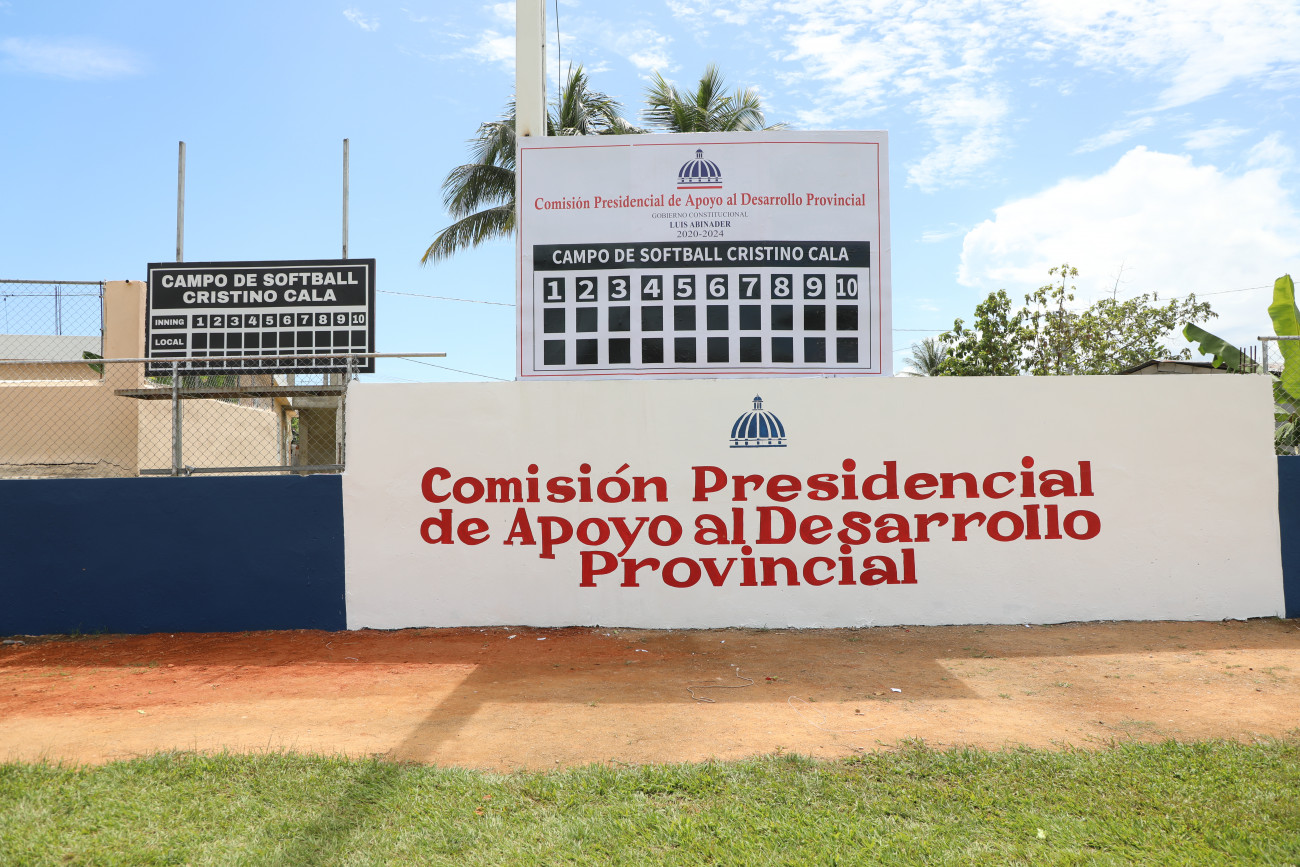 Comisión Presidencial de Apoyo al Desarrollo Provincial
GOBIERNO CONSTITUCIONAL
LUIS ABINADER
2020-2024
CAMPO DE SOFTBALL CRISTINO CALA
1 2 3 4 5 6 7 8 9 10
CAMPO DE SOFTBALL
CRISTINO CALA
INNING 1 2 3 4 5 6 7 8 9 10
LOCAL
Comisión Presidencial
de Apoyo al Desarrollo
Provincial